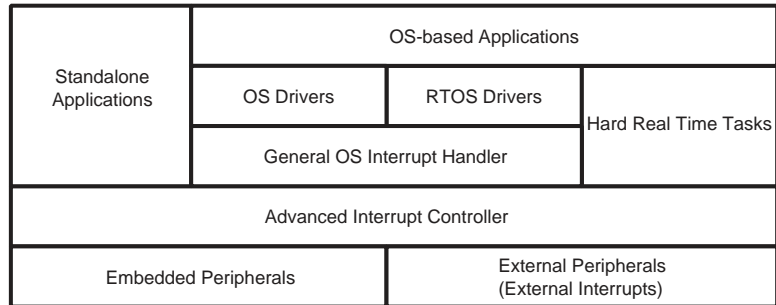 OS-based Applications
Standalone
Applications
OS Drivers
RTOS Drivers
Hard Real Time Tasks
General OS Interrupt Handler
Advanced Interrupt Controller
Embedded Peripherals
External Peripherals
(External Interrupts)